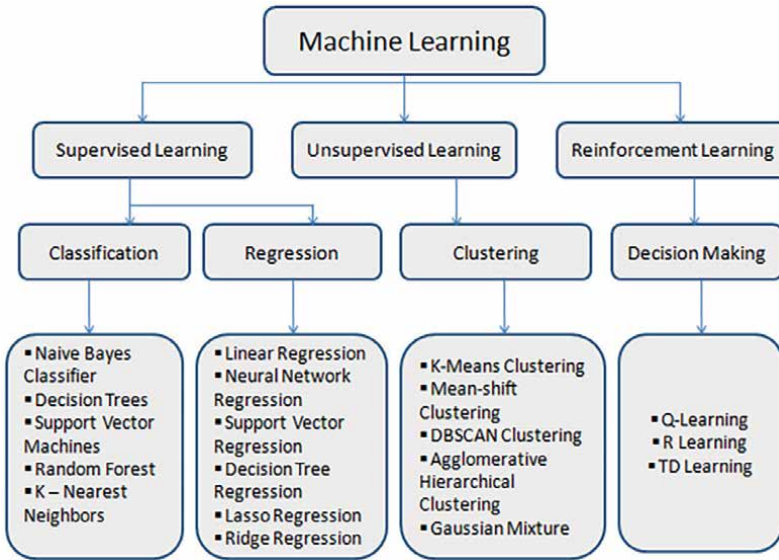 Machine Learning
Supervised Learning
Unsupervised Learning
Reinforcement Learning
Classification
Regression
Clustering
Decision Making
▪ Naive Bayes
Classifier
▪ Decision Trees
▪ Support Vector
Machines
▪ Random Forest
▪ K – Nearest
Neighbors
▪ Linear Regression
▪ Neural Network
Regression
▪ Support Vector
Regression
▪ Decision Tree
Regression
▪ Lasso Regression
▪ Ridge Regression
▪ K-Means Clustering
▪ Mean-shift
Clustering
▪ DBSCAN Clustering
▪ Agglomerative
Hierarchical
Clustering
▪ Gaussian Mixture
▪ Q-Learning
▪ R Learning
▪ TD Learning